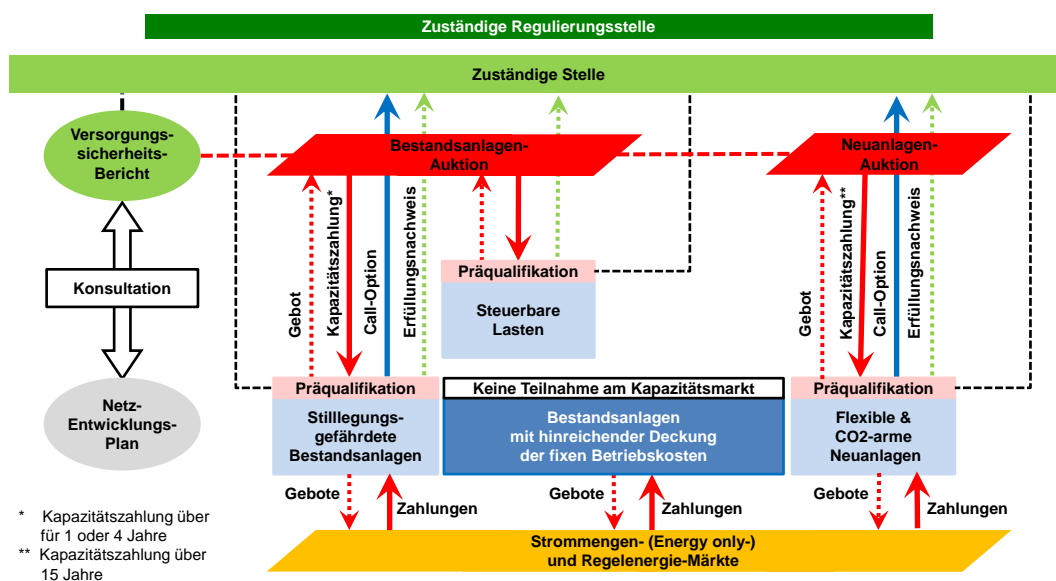 Zuständige Regulierungsstelle
Zuständige Stelle
Versorgungs-
sicherheits-
Bericht
Bestandsanlagen-
Auktion
Neuanlagen-
Auktion
Konsultation
Netz-
Entwicklungs-
Plan
Gebot
Kapazitätszahlung*
Call-Option
Erfüllungsnachweis
Präqualifikation
Steuerbare
Lasten
Gebot
Kapazitätszahlung**
Call-Option
Erfüllungsnachweis
Präqualifikation
Stilllegungs-
gefährdete
Bestandsanlagen
Keine Teilnahme am Kapazitätsmarkt
Bestandsanlagen
mit hinreichender Deckung
der fixen Betriebskosten
Präqualifikation
Flexible &
CO2-arme
Neuanlagen
Gebote
Zahlungen
Gebote
Zahlungen
Gebote
Zahlungen
Strommengen- (Energy only-)
und Regelenergie-Märkte
* Kapazitätszahlung über
für 1 oder 4 Jahre
** Kapazitätszahlung über
15 Jahre